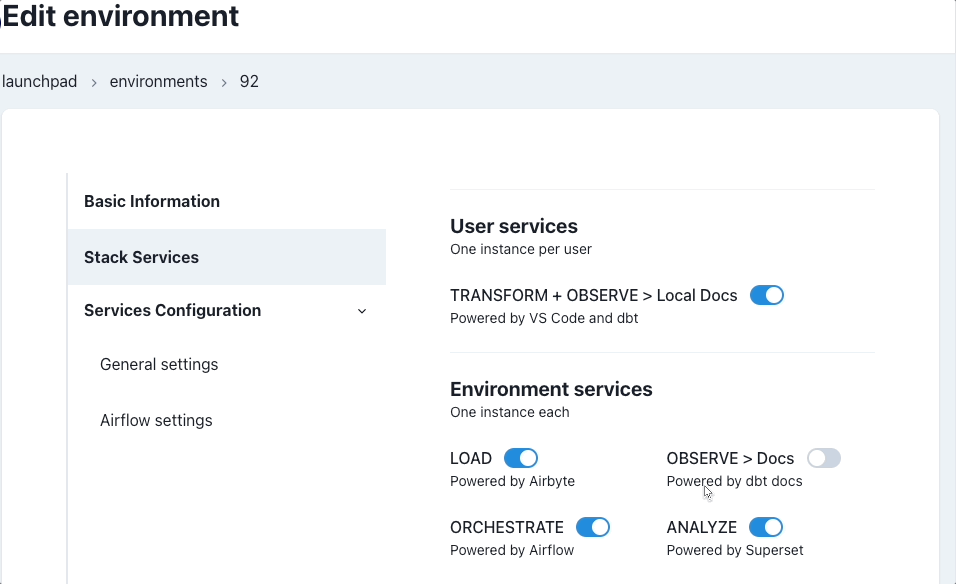 Edit environment
launchpad > environments > 92
Basic Information
Stack Services
Services Configuration
General settings
Airflow settings
User services
One instance per user
TRANSFORM + OBSERVE > Local Docs
Powered by VS Code and dbt
Environment services
One instance each
LOAD
Powered by Airbyte
OBSERVE > Docs
Powered by dbt docs
ORCHESTRATE
Powered by Airflow
ANALYZE
Powered by Superset